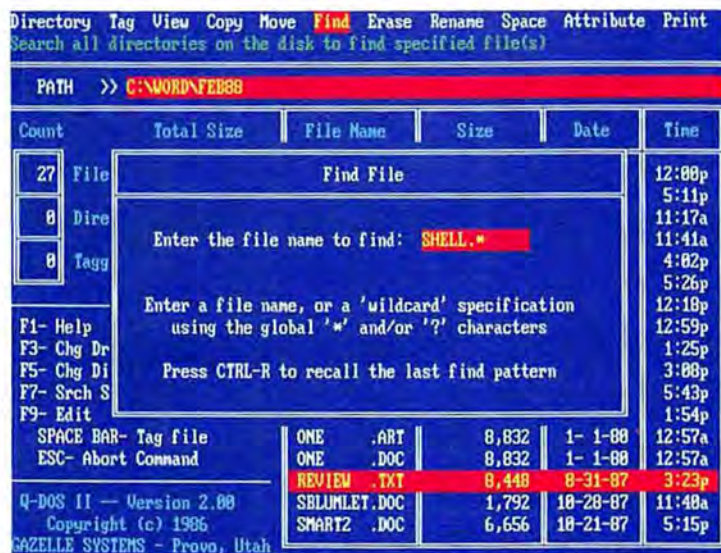 Directory Tag View Copy Move Find Erase Rename Space Attribute Print
Search all directories on the disk to find specified file(s)
PATH >> C:\WORD\FEB88
Count Total Size File Name Size Date Time
27 File
0 Dire
0 Tagg
Find File
Enter the file name to find: SHELL.*
Enter a file name, or a 'wildcard' specification
using the global '*' and/or '?' characters
Press CTRL-R to recall the last find pattern
12:00p
5:11p
11:17a
11:41a
4:02p
5:26p
12:18p
12:59p
1:25p
3:08p
5:43p
1:54p
F1- Help
F3- Chg Dr
F5- Chg Di
F7- Srch S
F9- Edit
SPACE BAR- Tag file
ESC- Abort Command
ONE .ART 8,832 1- 1-80 12:57a
ONE .DOC 8,832 1- 1-80 12:57a
REVIEW .TXT 8,448 8-31-87 3:23p
SBLUMLET.DOC 1,792 10-28-87 11:40a
SMART2 .DOC 6,656 10-21-87 5:15p
Q-DOS II — Version 2.00
Copyright (c) 1986
GAZELLE SYSTEMS - Provo, Utah